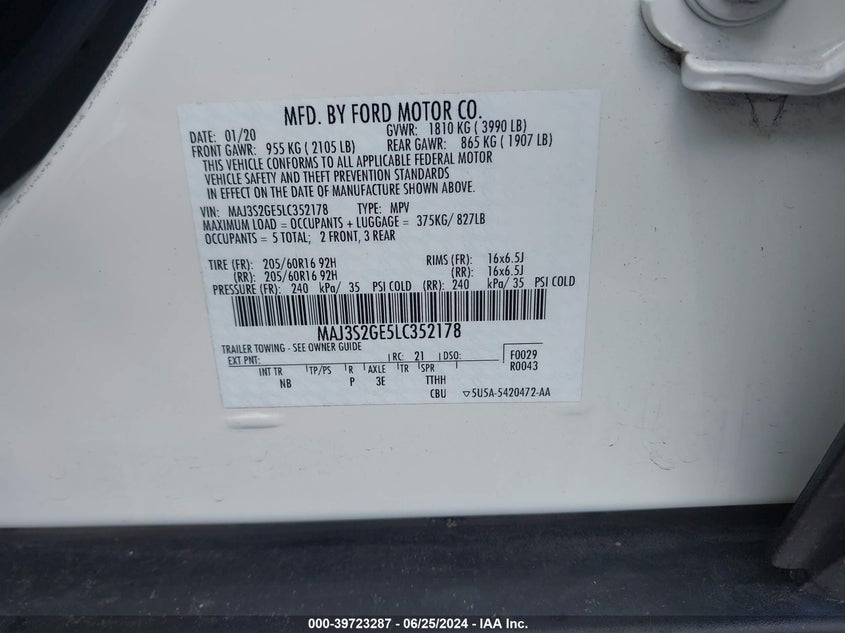 MFD. BY FORD MOTOR CO.
DATE: 01/20 GVWR: 1810 KG ( 3990 LB)
FRONT GAWR: 955 KG ( 2105 LB) REAR GAWR: 865 KG ( 1907 LB)
THIS VEHICLE CONFORMS TO ALL APPLICABLE FEDERAL MOTOR
VEHICLE SAFETY AND THEFT PREVENTION STANDARDS
IN EFFECT ON THE DATE OF MANUFACTURE SHOWN ABOVE.
VIN: MAJ3S2GE5LC352178 TYPE: MPV
MAXIMUM LOAD = OCCUPANTS + LUGGAGE = 375KG/ 827LB
OCCUPANTS = 5 TOTAL; 2 FRONT, 3 REAR
TIRE (FR): 205/60R16 92H RIMS (FR): 16x6.5J
(RR): 205/60R16 92H (RR): 16x6.5J
PRESSURE (FR): 240 kPa/ 35 PSI COLD (RR): 240 kPa/ 35 PSI COLD
MAJ3S2GE5LC352178
TRAILER TOWING - SEE OWNER GUIDE
EXT PNT: RC: 21 DSO: F0029
INT TR TP/PS R AXLE TR SPR R0043
NB P 3E TTHH
CBU ▽5U5A-5420472-AA
000-39723287 - 06/25/2024 - IAA Inc.